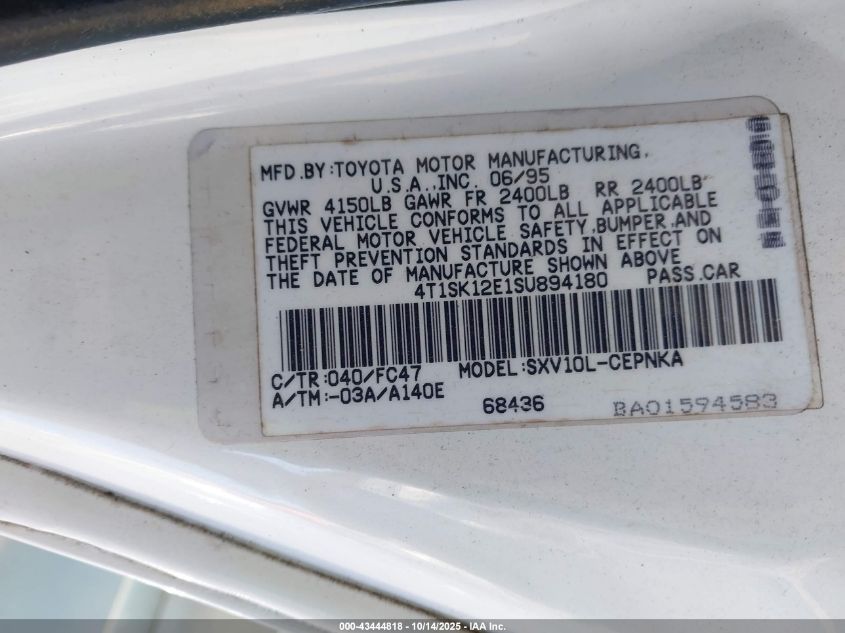 MFD.BY:TOYOTA MOTOR MANUFACTURING,
U.S.A.,INC. 06/95
GVWR 4150LB GAWR FR 2400LB RR 2400LB
THIS VEHICLE CONFORMS TO ALL APPLICABLE
FEDERAL MOTOR VEHICLE SAFETY,BUMPER,AND
THEFT PREVENTION STANDARDS IN EFFECT ON
THE DATE OF MANUFACTURE SHOWN ABOVE
4T1SK12E1SU894180 PASS.CAR
C/TR:040/FC47 MODEL:SXV10L-CEPNKA
A/TM:-03A/A140E
68436 BA01594583
000-43444818 - 10/14/2025 - IAA Inc.